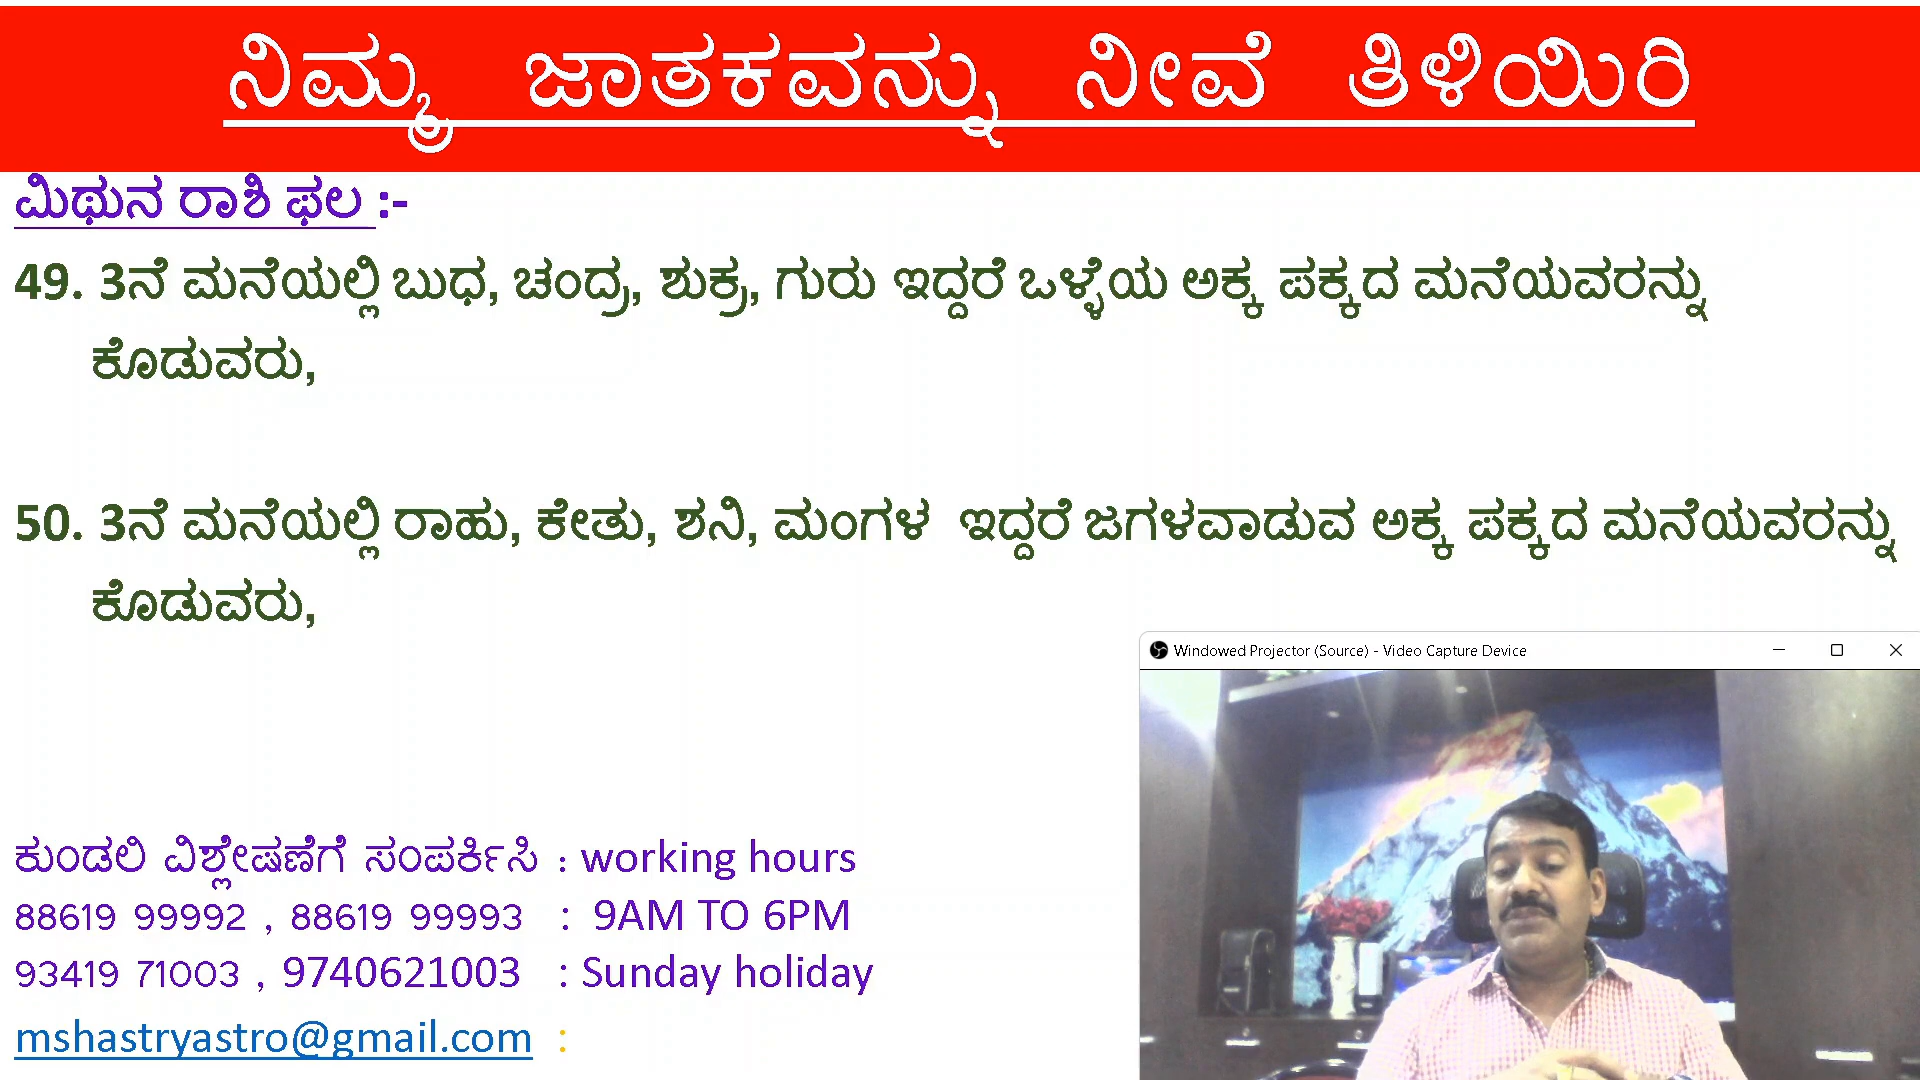 ನಿಮ್ಮ ಜಾತಕವನ್ನು ನೀವೆ ತಿಳಿಯಿರಿ
ಮಿಥುನ ರಾಶಿ ಫಲ :-
49. 3ನೆ ಮನೆಯಲ್ಲಿ ಬುಧ, ಚಂದ್ರ, ಶುಕ್ರ, ಗುರು ಇದ್ದರೆ ಒಳ್ಳೆಯ ಅಕ್ಕ ಪಕ್ಕದ ಮನೆಯವರನ್ನು
ಕೊಡುವರು,
50. 3ನೆ ಮನೆಯಲ್ಲಿ ರಾಹು, ಕೇತು, ಶನಿ, ಮಂಗಳ ಇದ್ದರೆ ಜಗಳವಾಡುವ ಅಕ್ಕ ಪಕ್ಕದ ಮನೆಯವರನ್ನು
ಕೊಡುವರು,
Windowed Projector (Source) - Video Capture Device
ಕುಂಡಲಿ ವಿಶ್ಲೇಷಣೆಗೆ ಸಂಪರ್ಕಿಸಿ : working hours
88619 99992 , 88619 99993 : 9AM TO 6PM
93419 71003 , 9740621003 : Sunday holiday
mshastryastro@gmail.com :